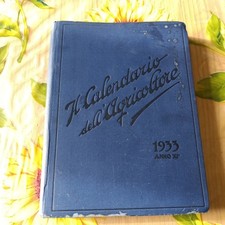 Il Calendario
dell'Agricoltore
1933
ANNO XI°